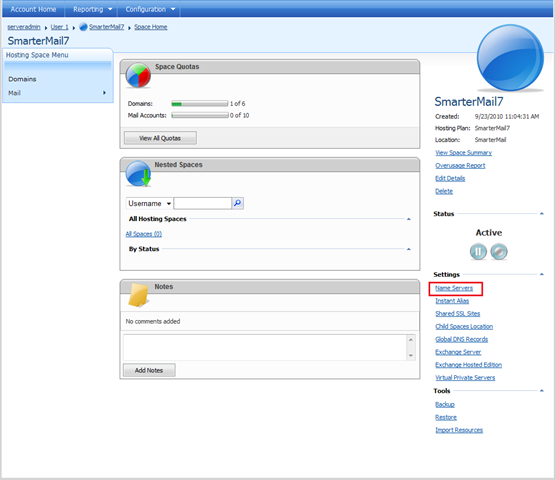 Account Home Reporting Configuration
perveradmin User 1 SmarterMail7 Space Home
SmarterMail7
Hosting Space Menu
Domains
Mail
Space Quotas
Domains: 1 of 6
Mail Accounts: 0 of 10
View All Quotas
Nested Spaces
Username
All Hosting Spaces
All Spaces (0)
By Status
Notes
No comments added
Add Notes
SmarterMail7
Created: 9/23/2010 11:04:31 AM
Hosting Plan: SmarterMail7
Location: SmarterMail
View Space Summary
Overusage Report
Edit Details
Delete
Status
Active
Settings
Name Servers
Instant Alias
Shared SSL Sites
Child Spaces Location
Global DNS Records
Exchange Server
Exchange Hosted Edition
Virtual Private Servers
Tools
Backup
Restore
Import Resources